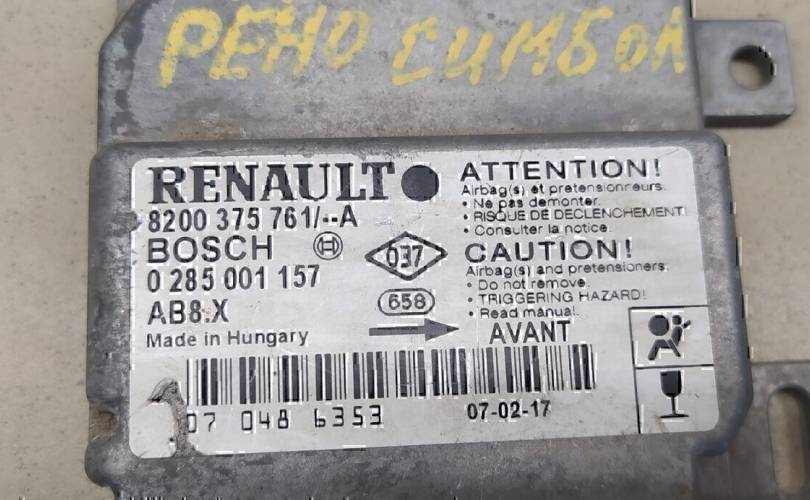 РЕНО СИМБОЛ
RENAULT
8200 375 761/--A
BOSCH
0 285 001 157
AB8.X
Made in Hungary
037
658
ATTENTION!
Airbag(s) et pretensionneurs.
• Ne pas demonter.
• RISQUE DE DECLENCHEMENT!
• Consulter la notice.
CAUTION!
Airbag(s) and pretensioners.
• Do not remove.
• TRIGGERING HAZARD!
• Read manual.
AVANT
07 048 6353
07-02-17